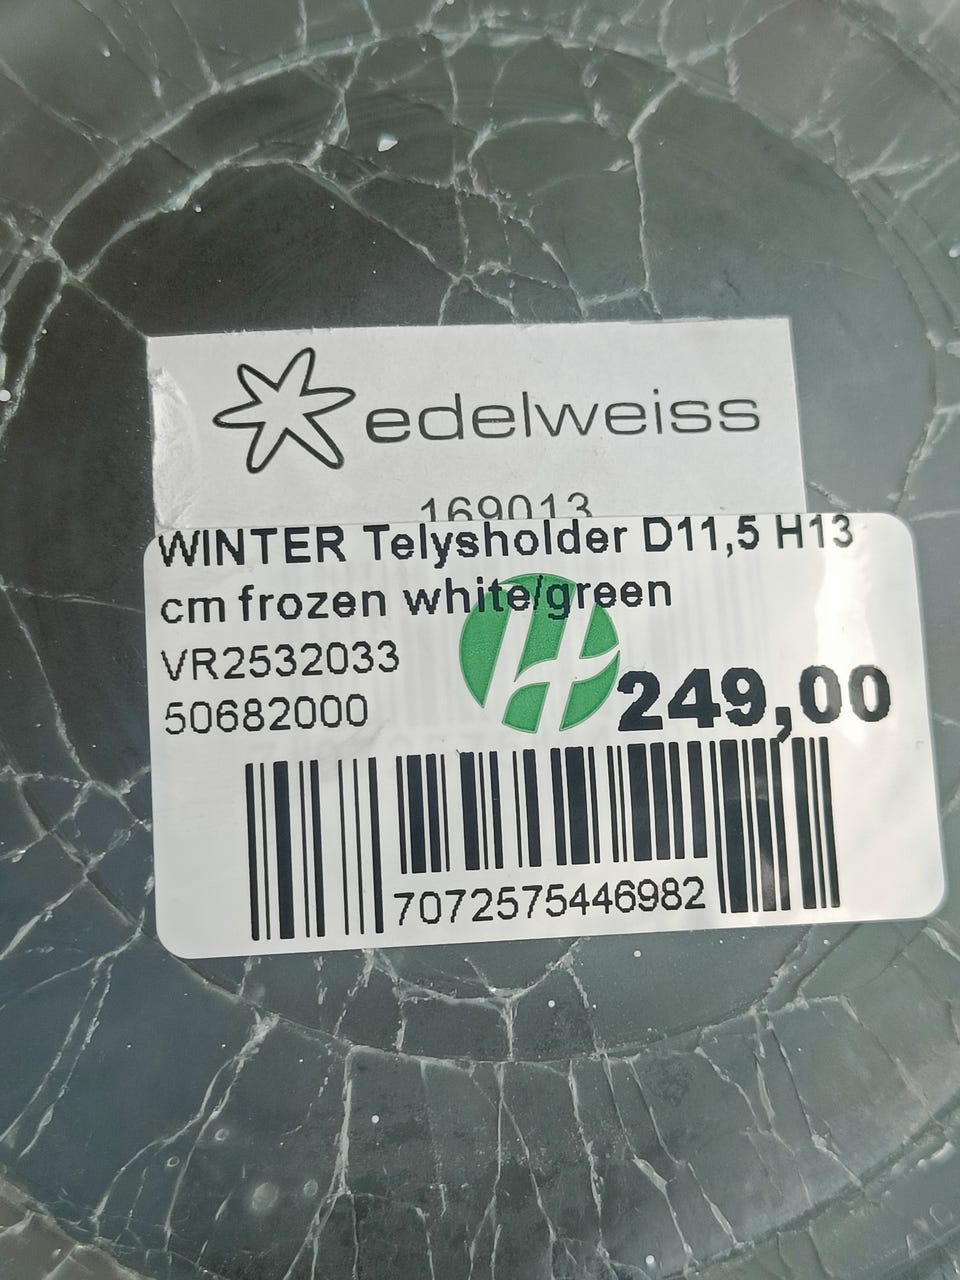 edelweiss
169013
WINTER Telysholder D11,5 H13
cm frozen white/green
VR2532033
50682000
249,00
7072575446982